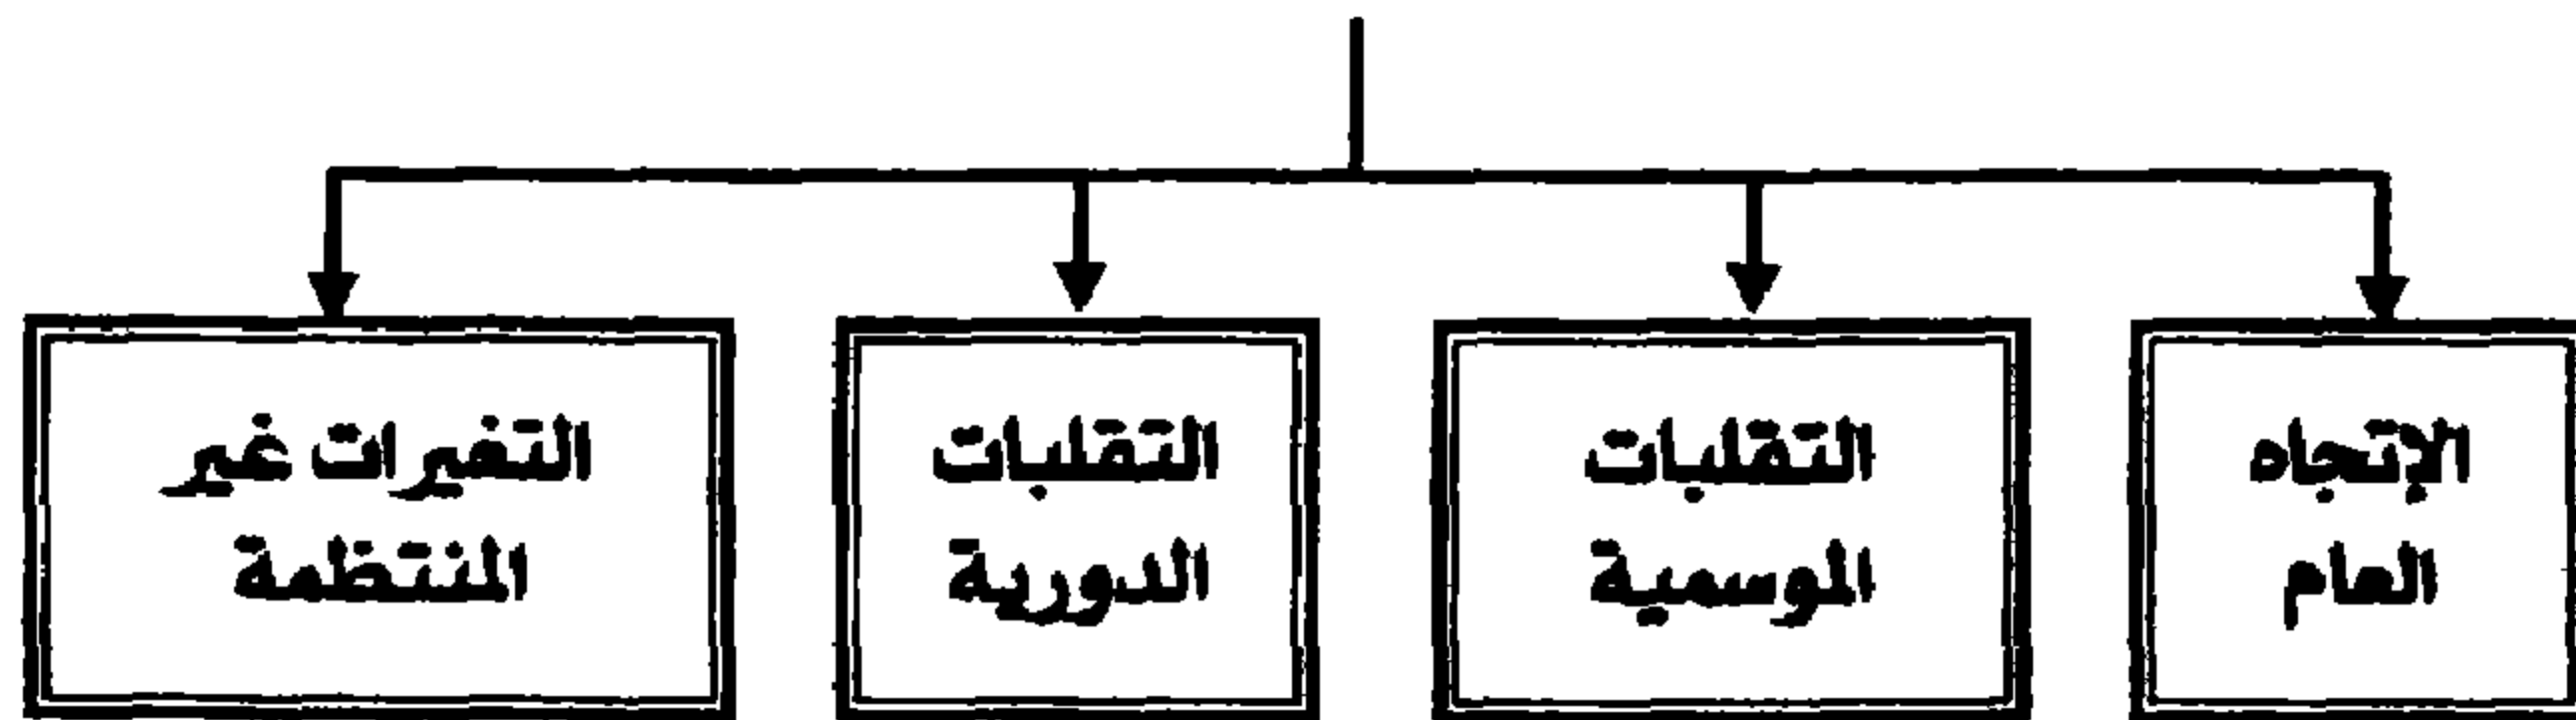 الإتجاه
العام
التقلبات
الموسمية
التقلبات
الدورية
التغيرات غير
المنتظمة